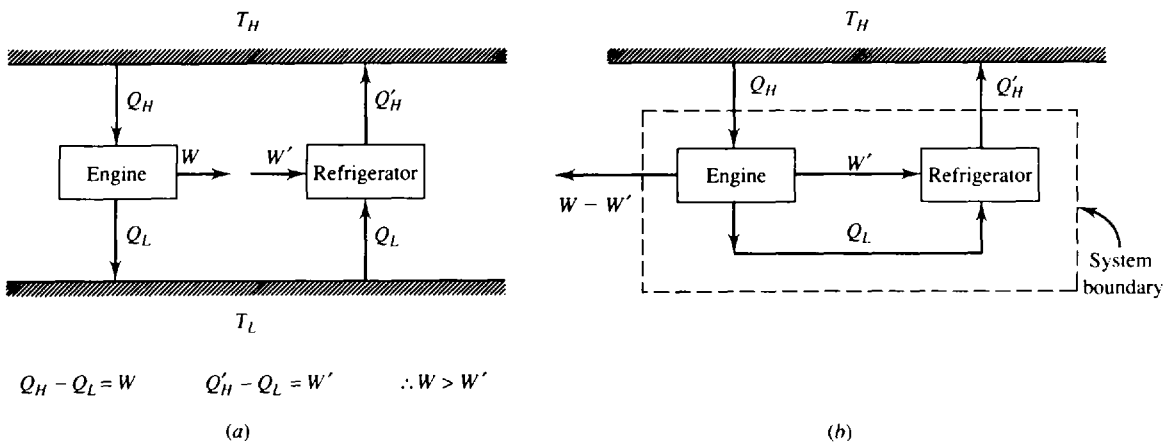 T_H
Q_H
Q'_H
W
W'
Engine
Refrigerator
Q_L
Q_L
T_L
Q_H − Q_L = W
Q'_H − Q_L = W'
∴ W > W'
(a)
T_H
Q_H
Q'_H
Engine
W'
Refrigerator
W − W'
Q_L
System
boundary
(b)